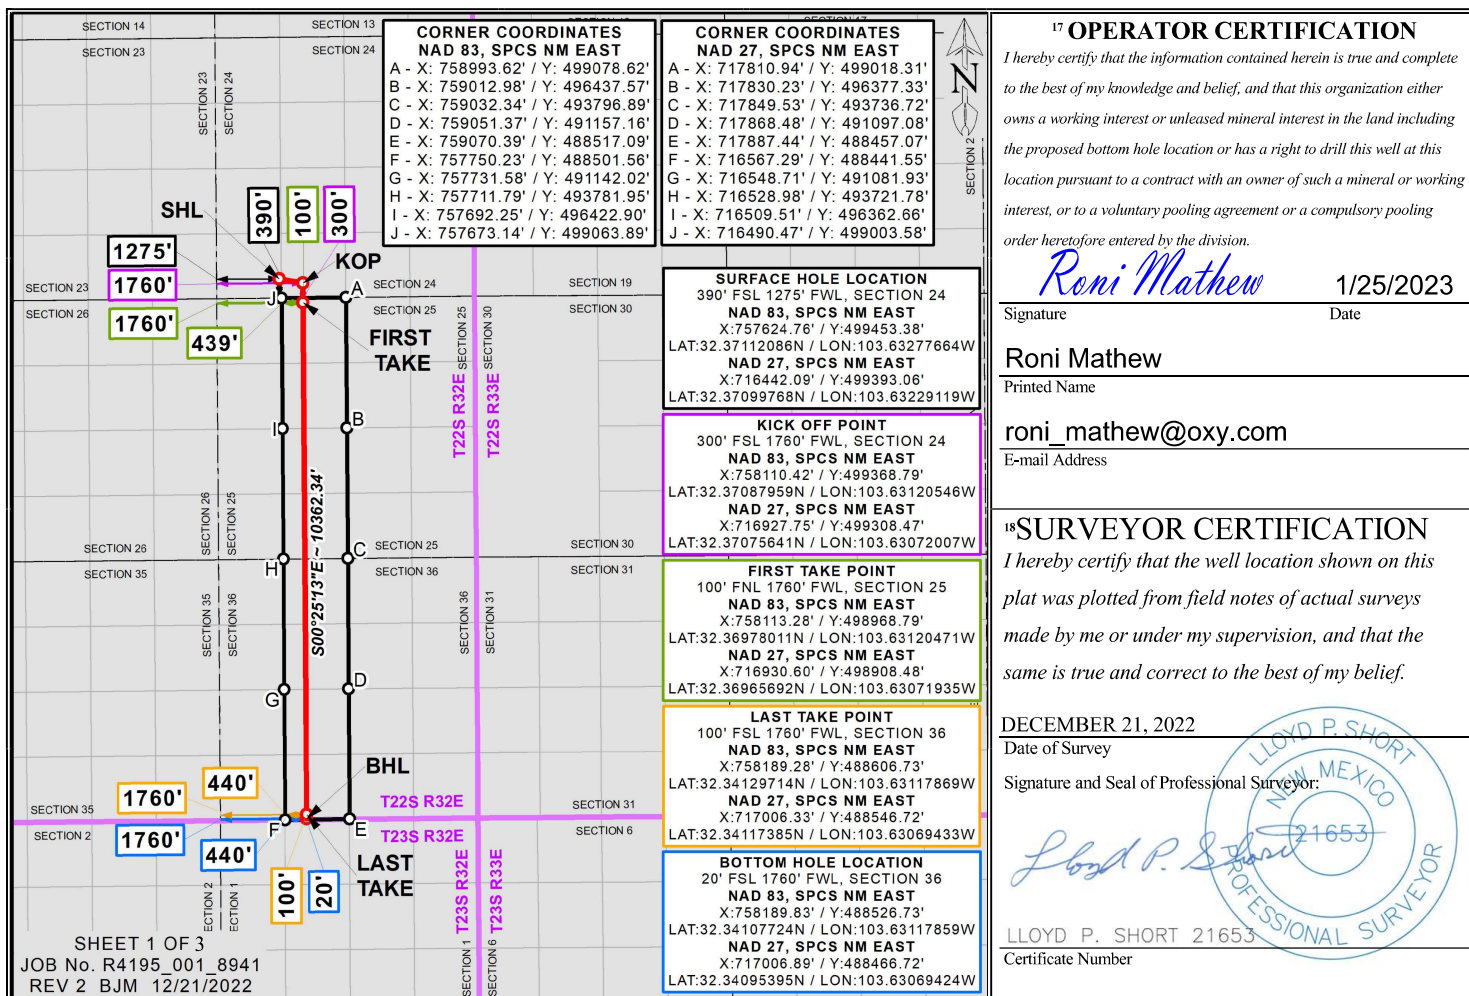 SECTION 14
SECTION 13
SECTION 23
SECTION 24
SECTION 17
SECTION 23
SECTION 24
CORNER COORDINATES
NAD 83, SPCS NM EAST
A - X: 758993.62' / Y: 499078.62'
B - X: 759012.98' / Y: 496437.57'
C - X: 759032.34' / Y: 493796.89'
D - X: 759051.37' / Y: 491157.16'
E - X: 759070.39' / Y: 488517.09'
F - X: 757750.23' / Y: 488501.56'
G - X: 757731.58' / Y: 491142.02'
H - X: 757711.79' / Y: 493781.95'
I - X: 757692.25' / Y: 496422.90'
J - X: 757673.14' / Y: 499063.89'
CORNER COORDINATES
NAD 27, SPCS NM EAST
A - X: 717810.94' / Y: 499018.31'
B - X: 717830.23' / Y: 496377.33'
C - X: 717849.53' / Y: 493736.72'
D - X: 717868.48' / Y: 491097.08'
E - X: 717887.44' / Y: 488457.07'
F - X: 716567.29' / Y: 488441.55'
G - X: 716548.71' / Y: 491081.93'
H - X: 716528.98' / Y: 493721.78'
I - X: 716509.51' / Y: 496362.66'
J - X: 716490.47' / Y: 499003.58'
N
SECTION 2
SHL
390'
100'
300'
1275'
1760'
1760'
439'
KOP
J
A
FIRST
TAKE
SECTION 23
SECTION 26
SECTION 24
SECTION 25
SECTION 19
SECTION 30
SECTION 25
SECTION 30
T22S R32E
T22S R33E
I
B
S00°25'13"E ~ 10362.34'
SECTION 26
SECTION 25
SECTION 26
SECTION 35
SECTION 25
SECTION 36
SECTION 30
SECTION 31
H
C
SECTION 35
SECTION 36
SECTION 36
SECTION 31
G
D
BHL
440'
1760'
1760'
440'
100'
20'
SECTION 35
SECTION 2
T22S R32E
T23S R32E
SECTION 31
SECTION 6
F
E
LAST
TAKE
ECTION 2
ECTION 1
T23S R32E
T23S R33E
SECTION 1
SECTION 6
SHEET 1 OF 3
JOB No. R4195_001_8941
REV 2 BJM 12/21/2022
SURFACE HOLE LOCATION
390' FSL 1275' FWL, SECTION 24
NAD 83, SPCS NM EAST
X:757624.76' / Y:499453.38'
LAT:32.37112086N / LON:103.63277664W
NAD 27, SPCS NM EAST
X:716442.09' / Y:499393.06'
LAT:32.37099768N / LON:103.63229119W
KICK OFF POINT
300' FSL 1760' FWL, SECTION 24
NAD 83, SPCS NM EAST
X:758110.42' / Y:499368.79'
LAT:32.37087959N / LON:103.63120546W
NAD 27, SPCS NM EAST
X:716927.75' / Y:499308.47'
LAT:32.37075641N / LON:103.63072007W
FIRST TAKE POINT
100' FNL 1760' FWL, SECTION 25
NAD 83, SPCS NM EAST
X:758113.28' / Y:498968.79'
LAT:32.36978011N / LON:103.63120471W
NAD 27, SPCS NM EAST
X:716930.60' / Y:498908.48'
LAT:32.36965692N / LON:103.63071935W
LAST TAKE POINT
100' FSL 1760' FWL, SECTION 36
NAD 83, SPCS NM EAST
X:758189.28' / Y:488606.73'
LAT:32.34129714N / LON:103.63117869W
NAD 27, SPCS NM EAST
X:717006.33' / Y:488546.72'
LAT:32.34117385N / LON:103.63069433W
BOTTOM HOLE LOCATION
20' FSL 1760' FWL, SECTION 36
NAD 83, SPCS NM EAST
X:758189.83' / Y:488526.73'
LAT:32.34107724N / LON:103.63117859W
NAD 27, SPCS NM EAST
X:717006.89' / Y:488466.72'
LAT:32.34095395N / LON:103.63069424W
17 OPERATOR CERTIFICATION
I hereby certify that the information contained herein is true and complete
to the best of my knowledge and belief, and that this organization either
owns a working interest or unleased mineral interest in the land including
the proposed bottom hole location or has a right to drill this well at this
location pursuant to a contract with an owner of such a mineral or working
interest, or to a voluntary pooling agreement or a compulsory pooling
order heretofore entered by the division.
Roni Mathew 1/25/2023
Signature Date
Roni Mathew
Printed Name
roni_mathew@oxy.com
E-mail Address
18 SURVEYOR CERTIFICATION
I hereby certify that the well location shown on this
plat was plotted from field notes of actual surveys
made by me or under my supervision, and that the
same is true and correct to the best of my belief.
DECEMBER 21, 2022
Date of Survey
Signature and Seal of Professional Surveyor:
LLOYD P. SHORT
NEW MEXICO
21653
PROFESSIONAL SURVEYOR
Lloyd P. Short
LLOYD P. SHORT 21653
Certificate Number